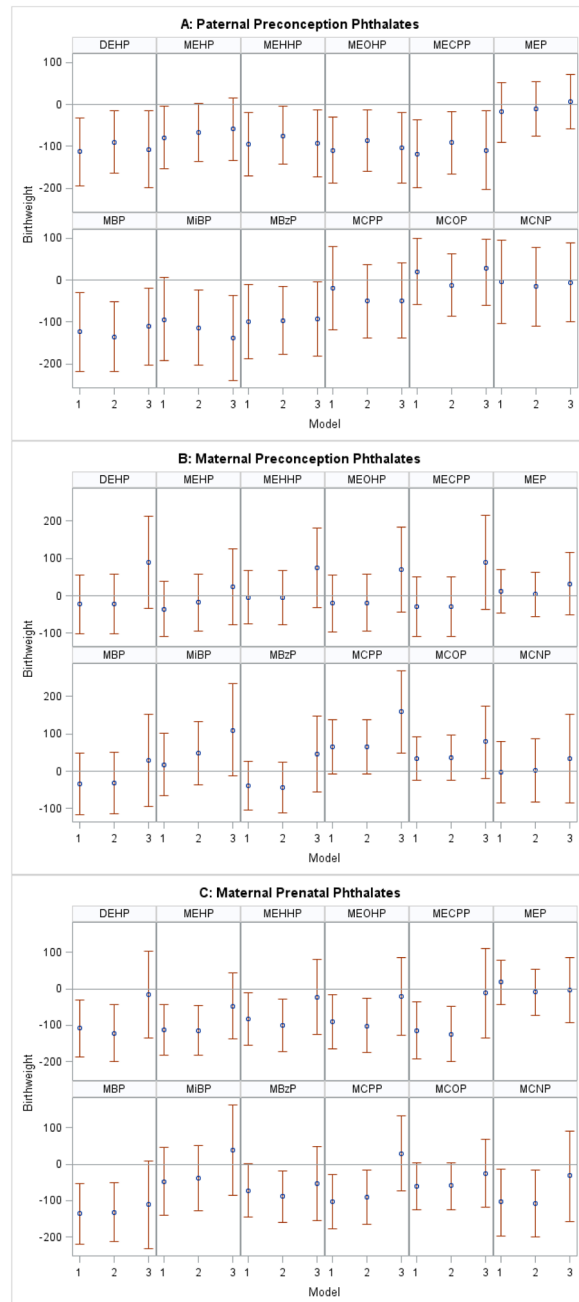 A: Paternal Preconception Phthalates
DEHP MEHP MEHHP MEOHP MECPP MEP
100
0
-100
-200
Birthweight
MBP MiBP MBzP MCPP MCOP MCNP
100
0
-100
-200
1 2 3 1 2 3 1 2 3 1 2 3 1 2 3 1 2 3
Model
B: Maternal Preconception Phthalates
DEHP MEHP MEHHP MEOHP MECPP MEP
200
100
0
-100
Birthweight
MBP MiBP MBzP MCPP MCOP MCNP
200
100
0
-100
1 2 3 1 2 3 1 2 3 1 2 3 1 2 3 1 2 3
Model
C: Maternal Prenatal Phthalates
DEHP MEHP MEHHP MEOHP MECPP MEP
100
0
-100
-200
Birthweight
MBP MiBP MBzP MCPP MCOP MCNP
100
0
-100
-200
1 2 3 1 2 3 1 2 3 1 2 3 1 2 3 1 2 3
Model